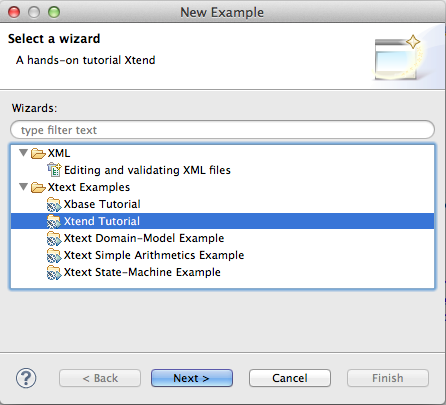 New Example
Select a wizard
A hands-on tutorial Xtend
Wizards:
type filter text
XML
Editing and validating XML files
Xtext Examples
Xbase Tutorial
Xtend Tutorial
Xtext Domain-Model Example
Xtext Simple Arithmetics Example
Xtext State-Machine Example
? < Back Next > Cancel Finish